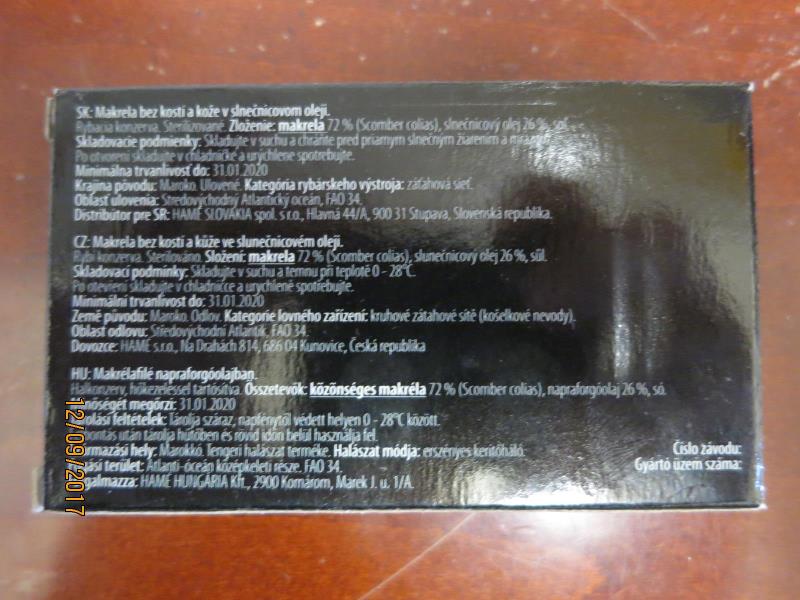 SK: Makrela bez kosti a kože v slnečnicovom oleji.
Rybacia konzerva. Sterilizované. Zloženie: makrela 72 % (Scomber colias), slnečnicový olej 26 %, soľ.
Skladovacie podmienky: Skladujte v suchu a chráňte pred priamym slnečným žiarením a mrazom.
Po otvorení skladujte v chladničke a urýchlene spotrebujte.
Minimálna trvanlivosť do: 31.01.2020
Krajina pôvodu: Maroko. Ulovené. Kategória rybárskeho výstroja: záťahová sieť.
Oblasť ulovenia: Stredovýchodný Atlantický oceán, FAO 34.
Distribútor pre SR: HAMÉ SLOVAKIA spol. s r.o., Hlavná 44/A, 900 31 Stupava, Slovenská republika.
CZ: Makrela bez kosti a kůže ve slunečnicovém oleji.
Rybí konzerva. Sterilováno. Složení: makrela 72 % (Scomber colias), slunečnicový olej 26 %, sůl.
Skladovací podmínky: Skladujte v suchu a temnu při teplotě 0 - 28°C.
Po otevření skladujte v chladničce a urychleně spotřebujte.
Minimální trvanlivost do: 31.01.2020
Země původu: Maroko. Odlov. Kategorie lovného zařízení: kruhové zátahové sítě (košelkové nevody).
Oblast odlovu: Středovýchodní Atlantik, FAO 34.
Dovozce: HAMÉ s.r.o., Na Drahách 814, 686 04 Kunovice, Česká republika
HU: Makrélafilé napraforgóolajban.
Halkonzerv, hőkezeléssel tartósítva. Összetevők: közönséges makréla 72 % (Scomber colias), napraforgóolaj 26 %, só.
Minőségét megőrzi: 31.01.2020
Tárolási feltételek: Tárolja száraz, napfénytől védett helyen 0 - 28°C között.
után tárolja hűtőben és rövid időn belül használja fel.
Származási hely: Marokkó. Tengeri halászat terméke. Halászat módja: erszényes kerítőháló.
terület: Atlanti-óceán középkeleti része. FAO 34.
Forgalmazza: HAMÉ HUNGÁRIA Kft., 2900 Komárom, Marek J. u. 1/A.
Číslo závodu:
Gyártó üzem száma:
12/09/2017